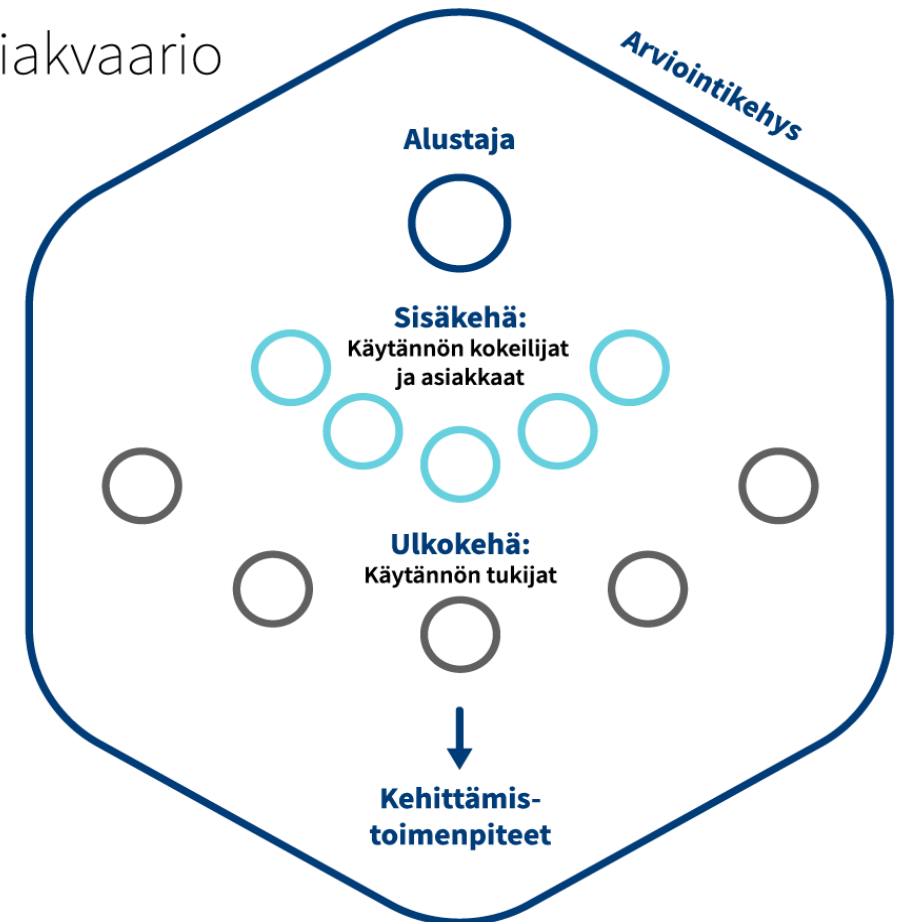 iakvaario
Arviointikehys
Alustaja
Sisäkehä:
Käytännön kokeilijat
ja asiakkaat
Ulkokehä:
Käytännön tukijat
Kehittämis-
toimenpiteet